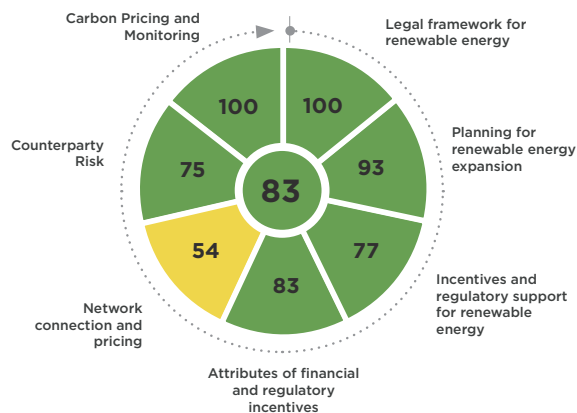 Carbon Pricing and
Monitoring
Legal framework for
renewable energy
100
100
Counterparty
Risk
75
83
93
Planning for
renewable energy
expansion
54
83
77
Network
connection and
pricing
Incentives and
regulatory support
for renewable
energy
Attributes of financial
and regulatory
incentives